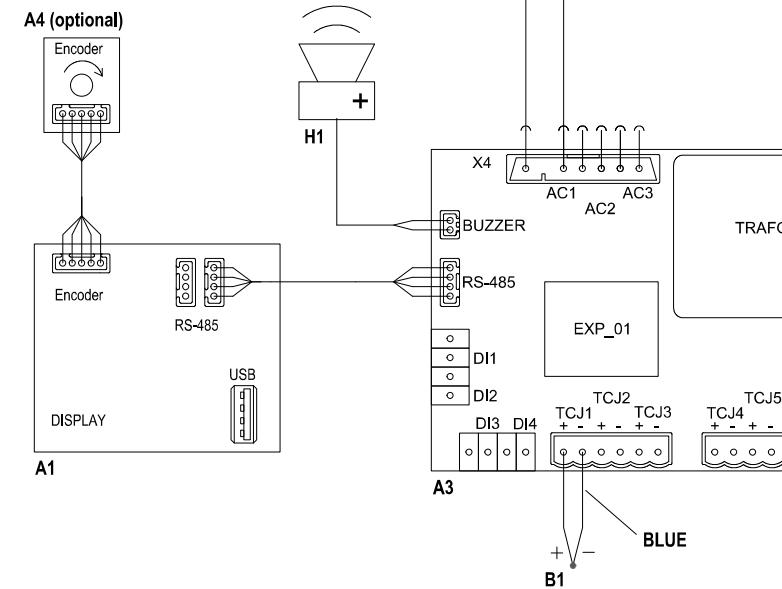 A4 (optional)
Encoder
+
H1
X4
AC1
AC2
AC3
BUZZER
TRAFO
Encoder
RS-485
RS-485
EXP_01
DI1
DI2
USB
DISPLAY
TCJ1
TCJ2
TCJ3
TCJ4
TCJ5
DI3 DI4
+ - + - + -
+ - + -
A1
A3
BLUE
+ -
B1